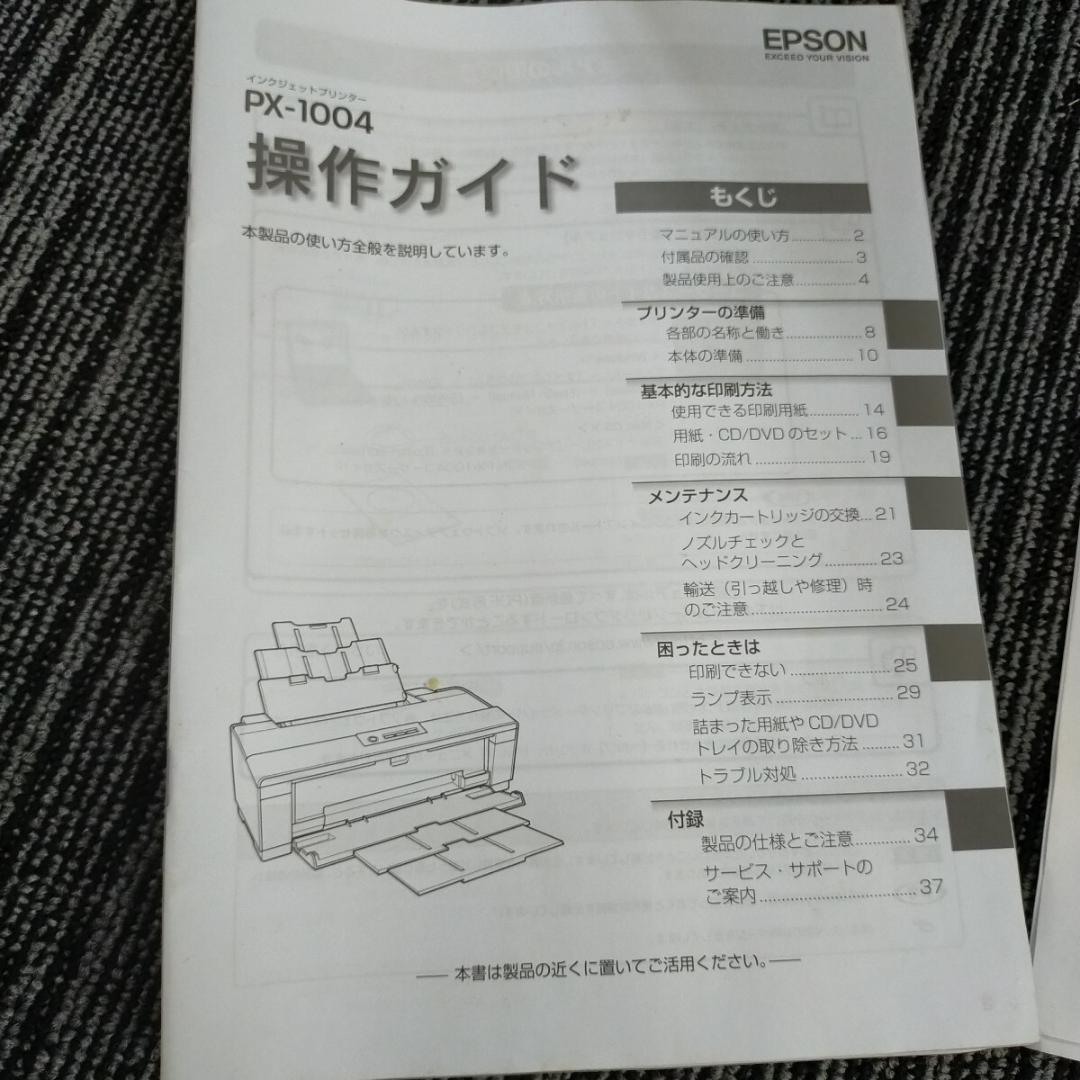 EPSON
EXCEED YOUR VISION
インクジェットプリンター
PX-1004
操作ガイド
本製品の使い方全般を説明しています。
もくじ
マニュアルの使い方................2
付属品の確認.......................3
製品使用上のご注意..............4
プリンターの準備
各部の名称と働き..................8
本体の準備..........................10
基本的な印刷方法
使用できる印刷用紙............14
用紙・CD/DVDのセット...16
印刷の流れ..........................19
メンテナンス
インクカートリッジの交換...21
ノズルチェックと
ヘッドクリーニング.............23
輸送（引っ越しや修理）時
のご注意...............................24
困ったときは
印刷できない........................25
ランプ表示...........................29
詰まった用紙やCD/DVD
トレイの取り除き方法.........31
トラブル対処........................32
付録
製品の仕様とご注意.............34
サービス・サポートの
ご案内...................................37
本書は製品の近くに置いてご活用ください。